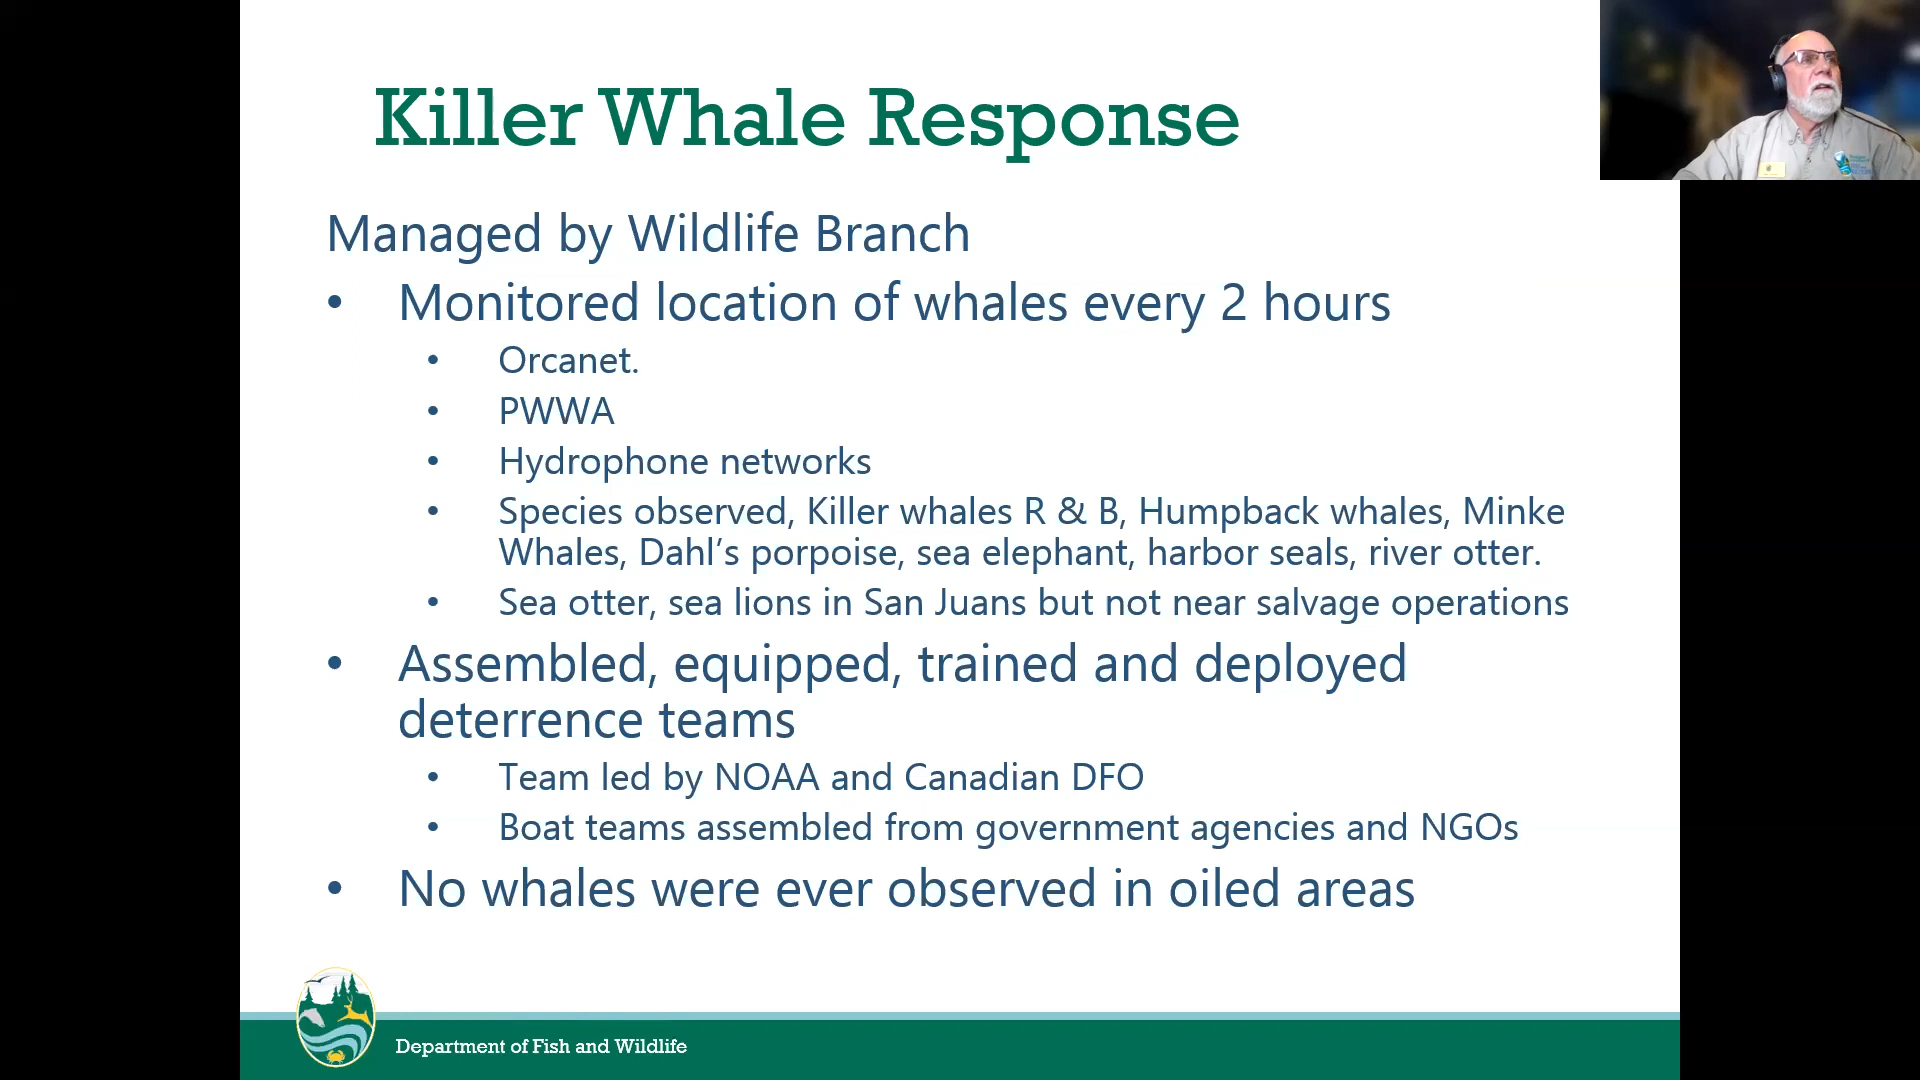 Killer Whale Response
Managed by Wildlife Branch
• Monitored location of whales every 2 hours
• Orcanet.
• PWWA
• Hydrophone networks
• Species observed, Killer whales R & B, Humpback whales, Minke
Whales, Dahl’s porpoise, sea elephant, harbor seals, river otter.
• Sea otter, sea lions in San Juans but not near salvage operations
• Assembled, equipped, trained and deployed
deterrence teams
• Team led by NOAA and Canadian DFO
• Boat teams assembled from government agencies and NGOs
• No whales were ever observed in oiled areas
Department of Fish and Wildlife